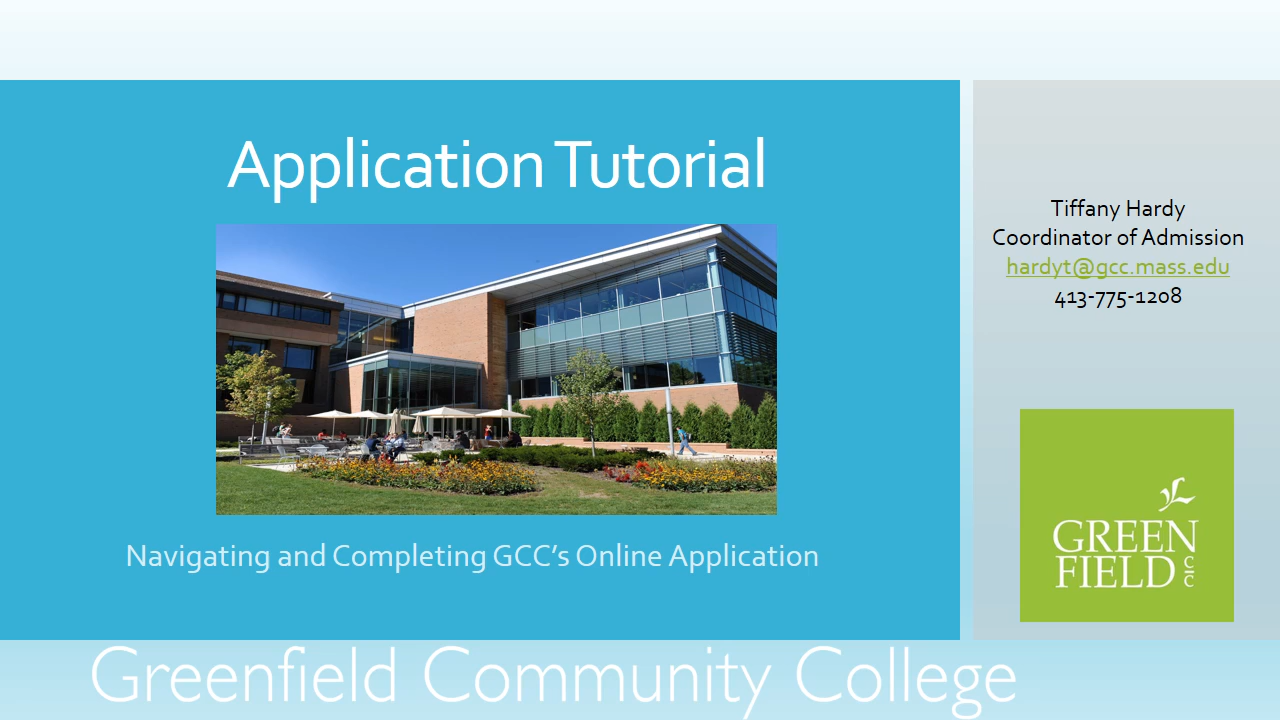 Application Tutorial
Navigating and Completing GCC’s Online Application
Tiffany Hardy
Coordinator of Admission
hardyt@gcc.mass.edu
413-775-1208
GREEN
FIELD
CC
Greenfield Community College